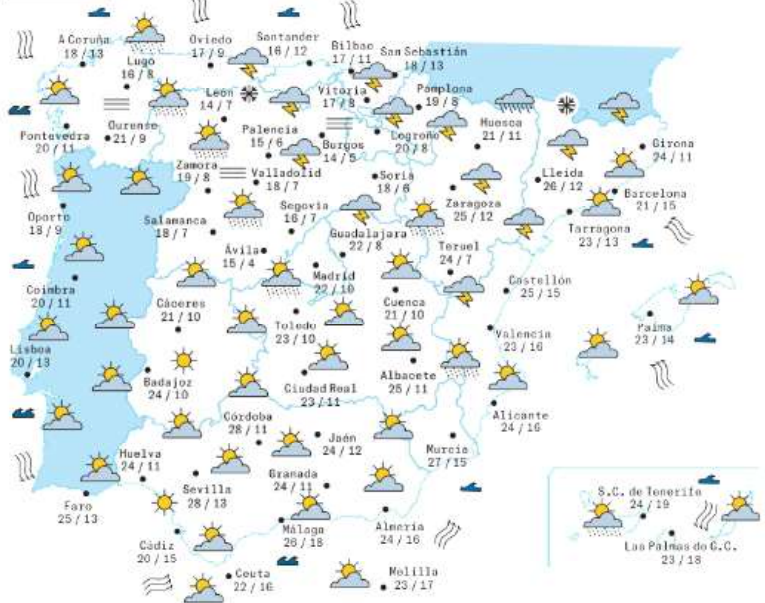 A Coruña
18 / 13
Lugo
16 / 8
Oviedo
17 / 9
Santander
16 / 12
Bilbao
17 / 11
San Sebastián
18 / 13
León
14 / 7
Vitoria
17 / 8
Pamplona
19 / 8
Pontevedra
20 / 11
Ourense
21 / 9
Palencia
15 / 6
Burgos
14 / 5
Logroño
20 / 8
Huesca
21 / 11
Girona
24 / 11
Zamora
19 / 8
Valladolid
18 / 7
Soria
18 / 6
Lleida
26 / 12
Barcelona
21 / 15
Oporto
18 / 9
Salamanca
18 / 7
Segovia
16 / 7
Zaragoza
25 / 12
Tarragona
23 / 13
Ávila
15 / 4
Guadalajara
22 / 8
Teruel
24 / 7
Coimbra
20 / 11
Cáceres
21 / 10
Madrid
22 / 10
Cuenca
21 / 10
Castellón
25 / 15
Toledo
23 / 10
Valencia
23 / 16
Palma
23 / 14
Lisboa
20 / 13
Badajoz
24 / 10
Ciudad Real
23 / 11
Albacete
25 / 11
Alicante
24 / 16
Córdoba
28 / 11
Jaén
24 / 12
Murcia
27 / 15
Huelva
24 / 11
Sevilla
28 / 13
Granada
24 / 11
Faro
25 / 13
Cádiz
20 / 15
Málaga
26 / 18
Almería
24 / 16
S.C. de Tenerife
24 / 19
Las Palmas de G.C.
23 / 18
Ceuta
22 / 16
Melilla
23 / 17